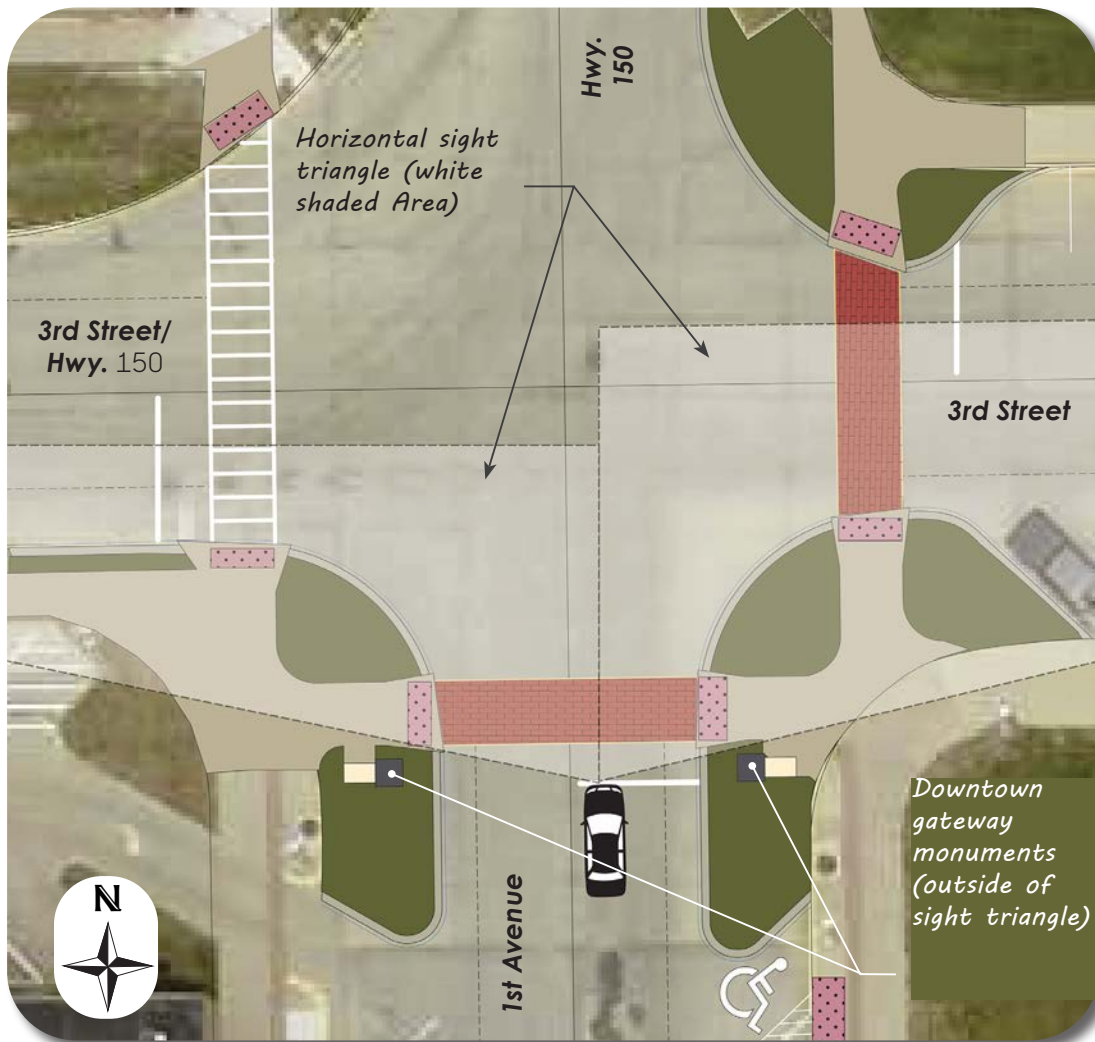 Hwy.
150
Horizontal sight
triangle (white
shaded Area)
3rd Street/
Hwy. 150
3rd Street
Downtown
gateway
monuments
(outside of
sight triangle)
1st Avenue
N